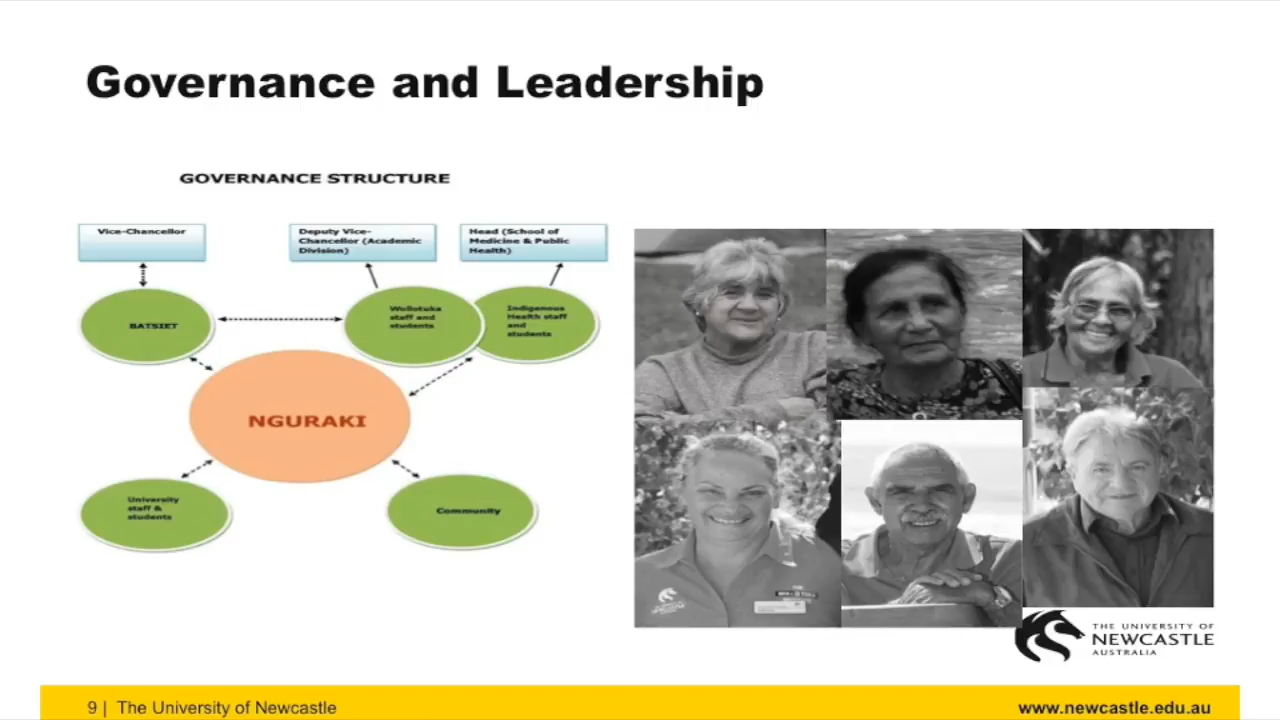 Governance and Leadership
GOVERNANCE STRUCTURE
Vice-Chancellor
Deputy Vice-
Chancellor (Academic
Division)
Head (School of
Medicine & Public
Health)
BATSIET
Wollotuka
staff and
students
Indigenous
Health staff
and
students
NGURAKI
University
staff &
students
Community
THE UNIVERSITY OF
NEWCASTLE
AUSTRALIA
9 | The University of Newcastle
www.newcastle.edu.au